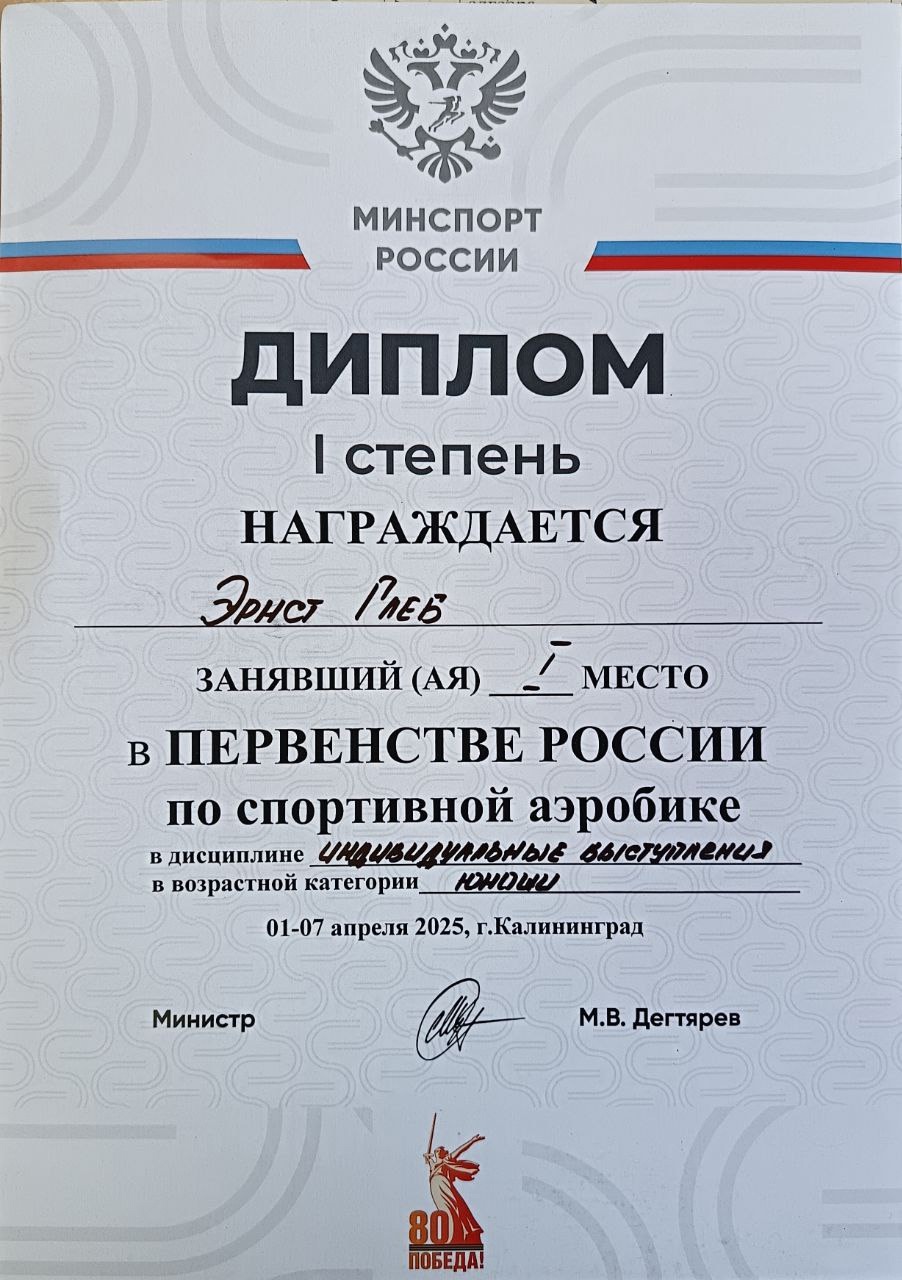 МИНСПОРТ
РОССИИ
ДИПЛОМ
I степень
НАГРАЖДАЕТСЯ
Эрнст Глеб
ЗАНЯВШИЙ (АЯ) I МЕСТО
в ПЕРВЕНСТВЕ РОССИИ
по спортивной аэробике
в дисциплине индивидуальные выступления
в возрастной категории юноши
01-07 апреля 2025, г.Калининград
Министр М.В. Дегтярев
80
ПОБЕДА!